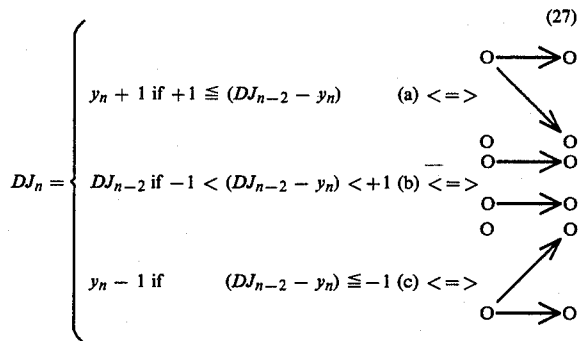 (27)
yₙ + 1 if +1 ≦ (DJₙ₋₂ − yₙ) (a) < = >
DJₙ = { DJₙ₋₂ if −1 < (DJₙ₋₂ − yₙ) < +1 (b) < = >
yₙ − 1 if (DJₙ₋₂ − yₙ) ≦ −1 (c) < = >